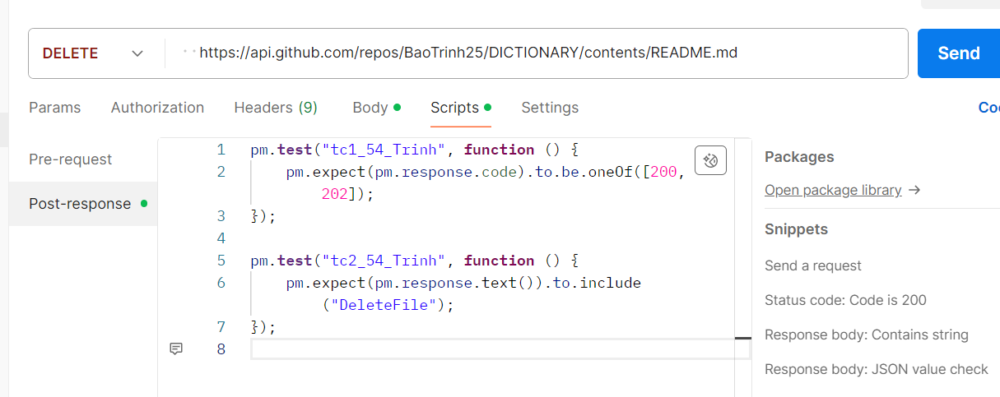 DELETE https://api.github.com/repos/BaoTrinh25/DICTIONARY/contents/README.md Send
Params Authorization Headers (9) Body Scripts Settings
Pre-request
Post-response
1 pm.test("tc1_54_Trinh", function () {
2 pm.expect(pm.response.code).to.be.oneOf([200,
202]);
3 });
4
5 pm.test("tc2_54_Trinh", function () {
6 pm.expect(pm.response.text()).to.include
("DeleteFile");
7 });
8
Packages
Open package library →
Snippets
Send a request
Status code: Code is 200
Response body: Contains string
Response body: JSON value check